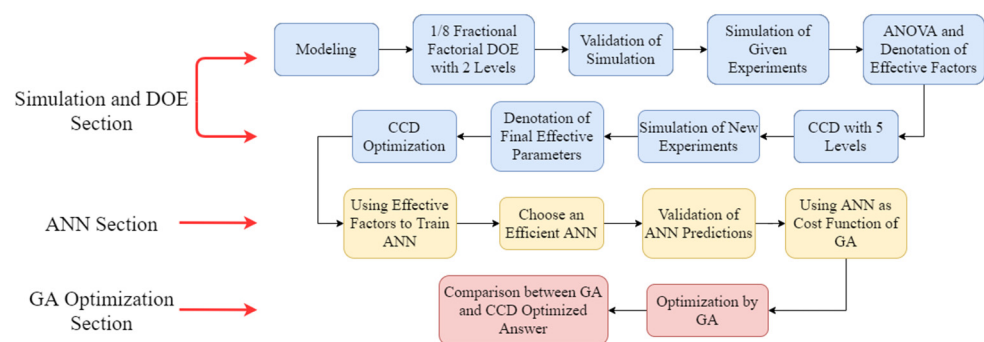 Modeling
1/8 Fractional
Factorial DOE
with 2 Levels
Validation of
Simulation
Simulation of
Given
Experiments
ANOVA and
Denotation of
Effective Factors
Simulation and DOE
Section
CCD
Optimization
Denotation of
Final Effective
Parameters
Simulation of New
Experiments
CCD with 5
Levels
ANN Section
Using Effective
Factors to Train
ANN
Choose an
Efficient ANN
Validation of
ANN Predictions
Using ANN as
Cost Function of
GA
GA Optimization
Section
Comparison between GA
and CCD Optimized
Answer
Optimization by
GA